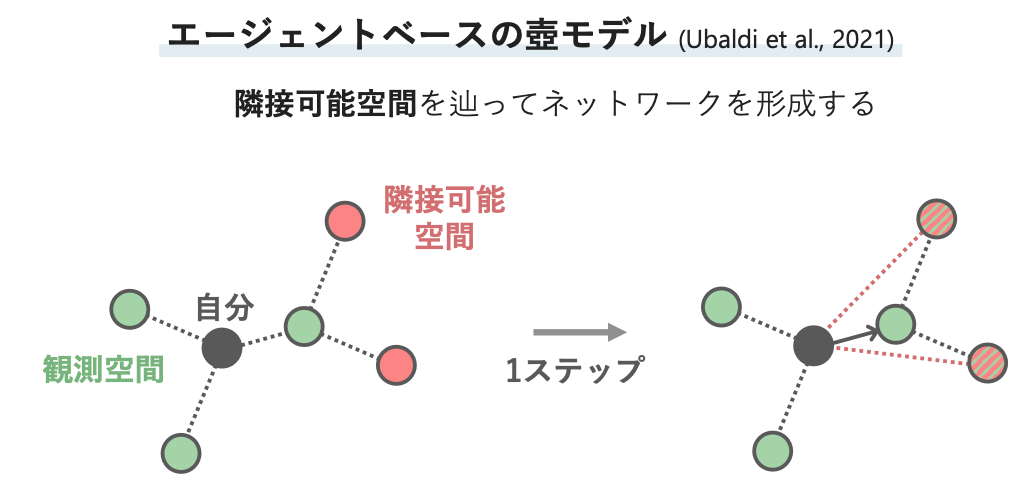 エージェントベースの壺モデル (Ubaldi et al., 2021)
隣接可能空間を辿ってネットワークを形成する
隣接可能
空間
自分
観測空間
1ステップ